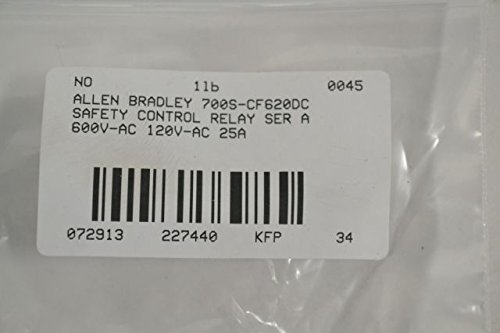 NO 1lb 0045
ALLEN BRADLEY 700S-CF620DC
SAFETY CONTROL RELAY SER A
600V-AC 120V-AC 25A
072913 227440 KFP 34